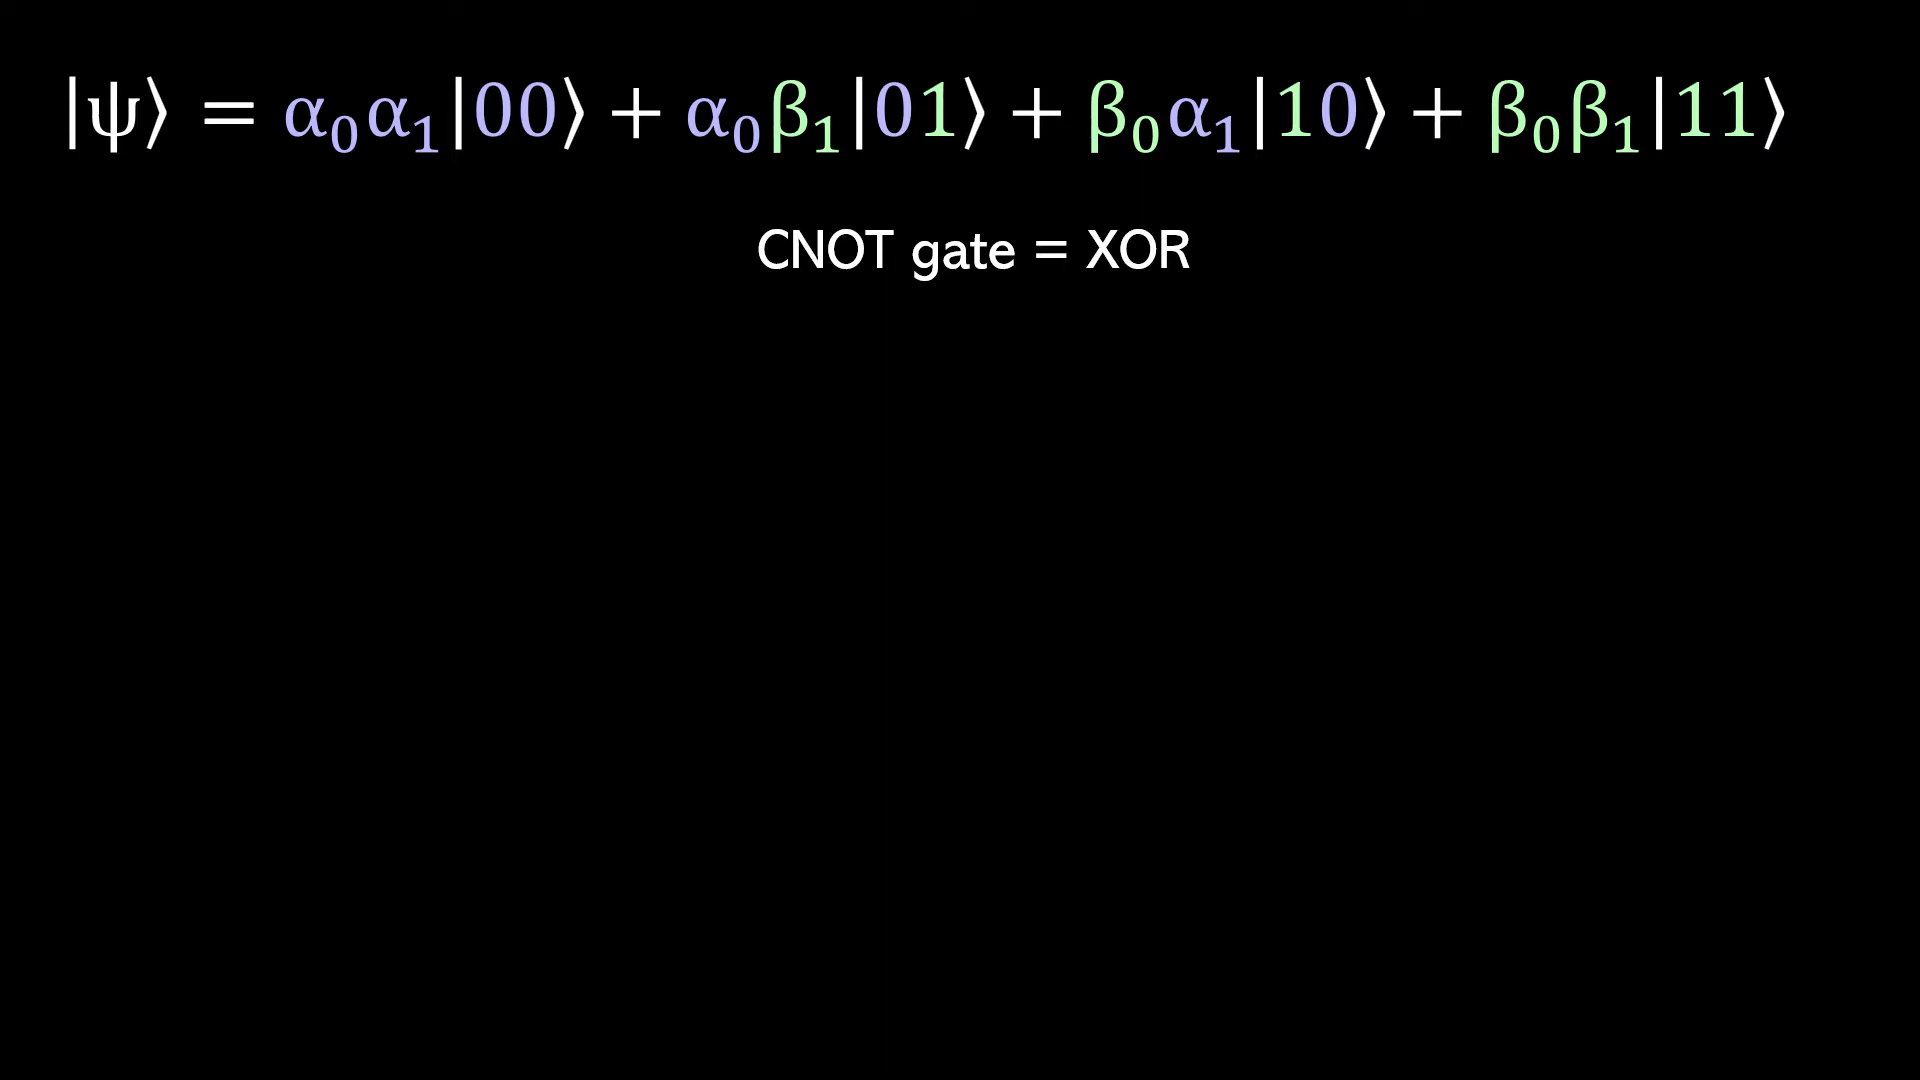 |ψ⟩ = α₀α₁|00⟩ + α₀β₁|01⟩ + β₀α₁|10⟩ + β₀β₁|11⟩
CNOT gate = XOR